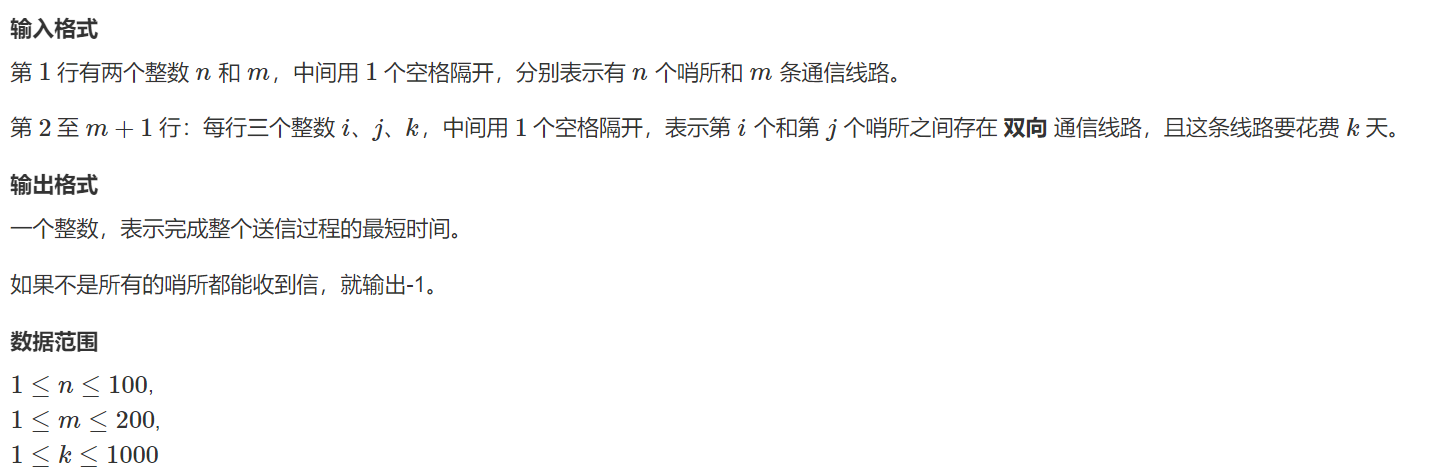 输入格式
第 1 行有两个整数 n 和 m，中间用 1 个空格隔开，分别表示有 n 个哨所和 m 条通信线路。
第 2 至 m + 1 行：每行三个整数 i、j、k，中间用 1 个空格隔开，表示第 i 个和第 j 个哨所之间存在 双向 通信线路，且这条线路要花费 k 天。
输出格式
一个整数，表示完成整个送信过程的最短时间。
如果不是所有的哨所都能收到信，就输出-1。
数据范围
1 ≤ n ≤ 100,
1 ≤ m ≤ 200,
1 ≤ k ≤ 1000